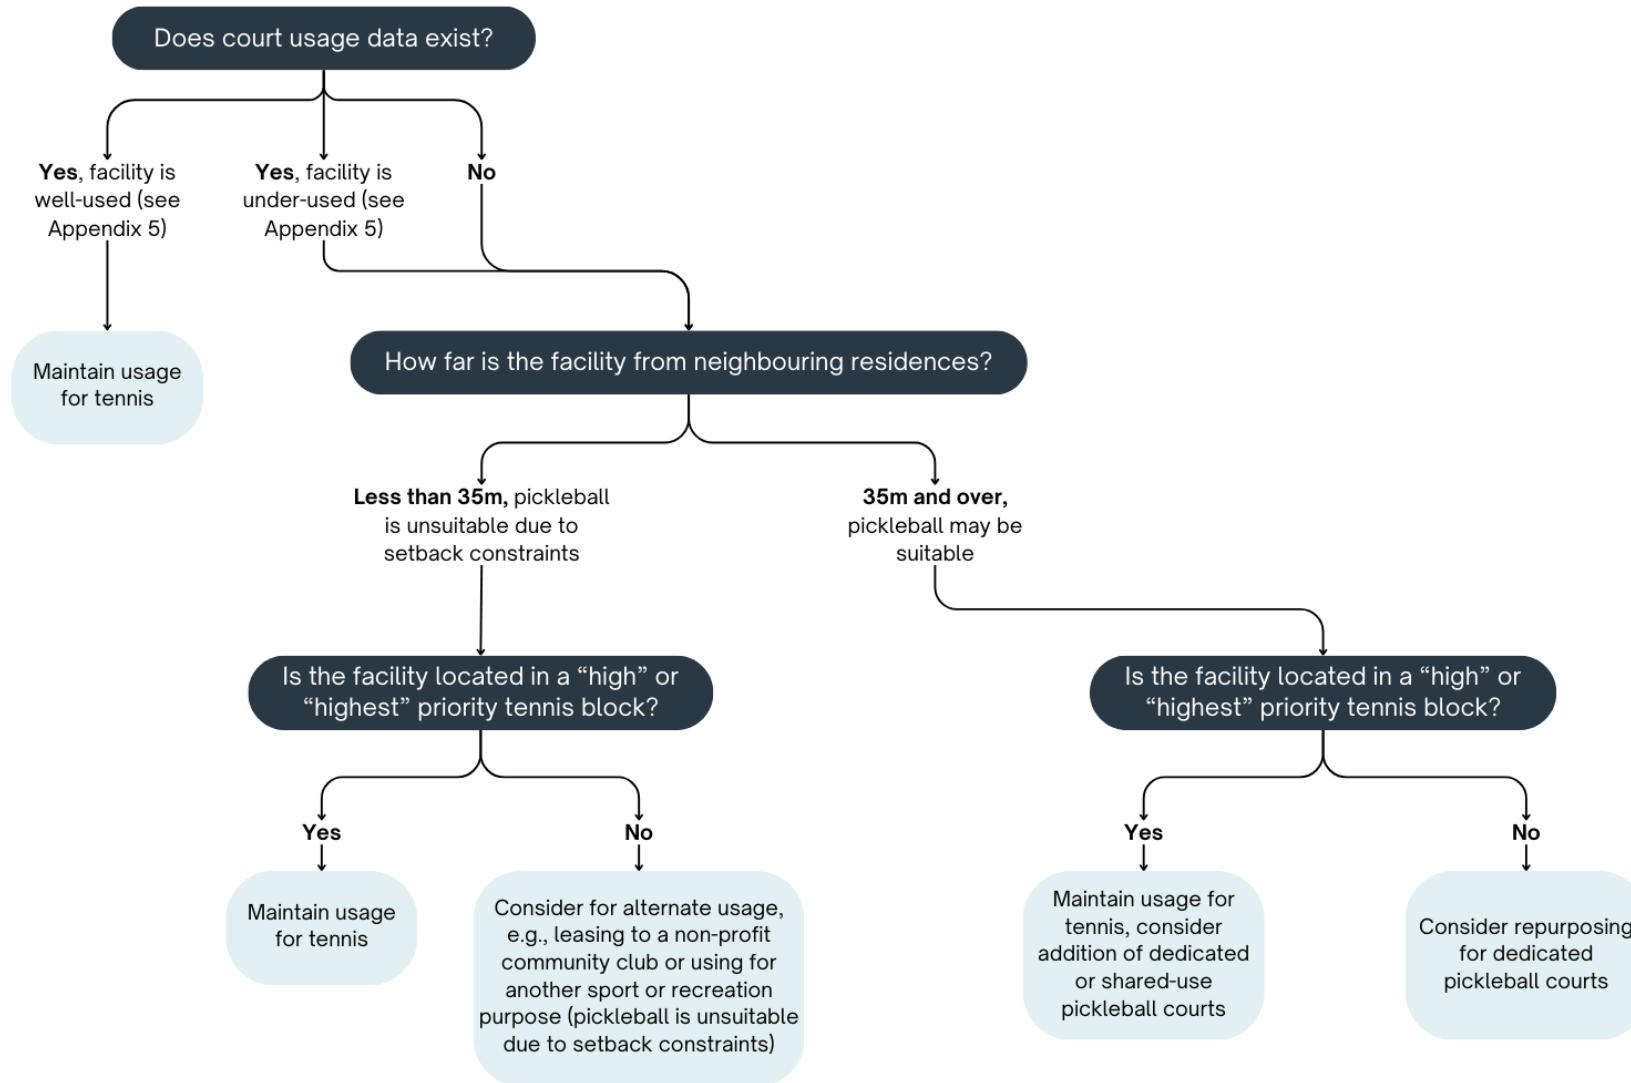 Does court usage data exist?
Yes, facility is
well-used (see
Appendix 5)
Yes, facility is
under-used (see
Appendix 5)
No
Maintain usage
for tennis
How far is the facility from neighbouring residences?
Less than 35m, pickleball
is unsuitable due to
setback constraints
35m and over,
pickleball may be
suitable
Is the facility located in a “high” or
“highest” priority tennis block?
Is the facility located in a “high” or
“highest” priority tennis block?
Yes
No
Yes
No
Maintain usage
for tennis
Consider for alternate usage,
e.g., leasing to a non-profit
community club or using for
another sport or recreation
purpose (pickleball is unsuitable
due to setback constraints)
Maintain usage for
tennis, consider
addition of dedicated
or shared-use
pickleball courts
Consider repurposing
for dedicated
pickleball courts